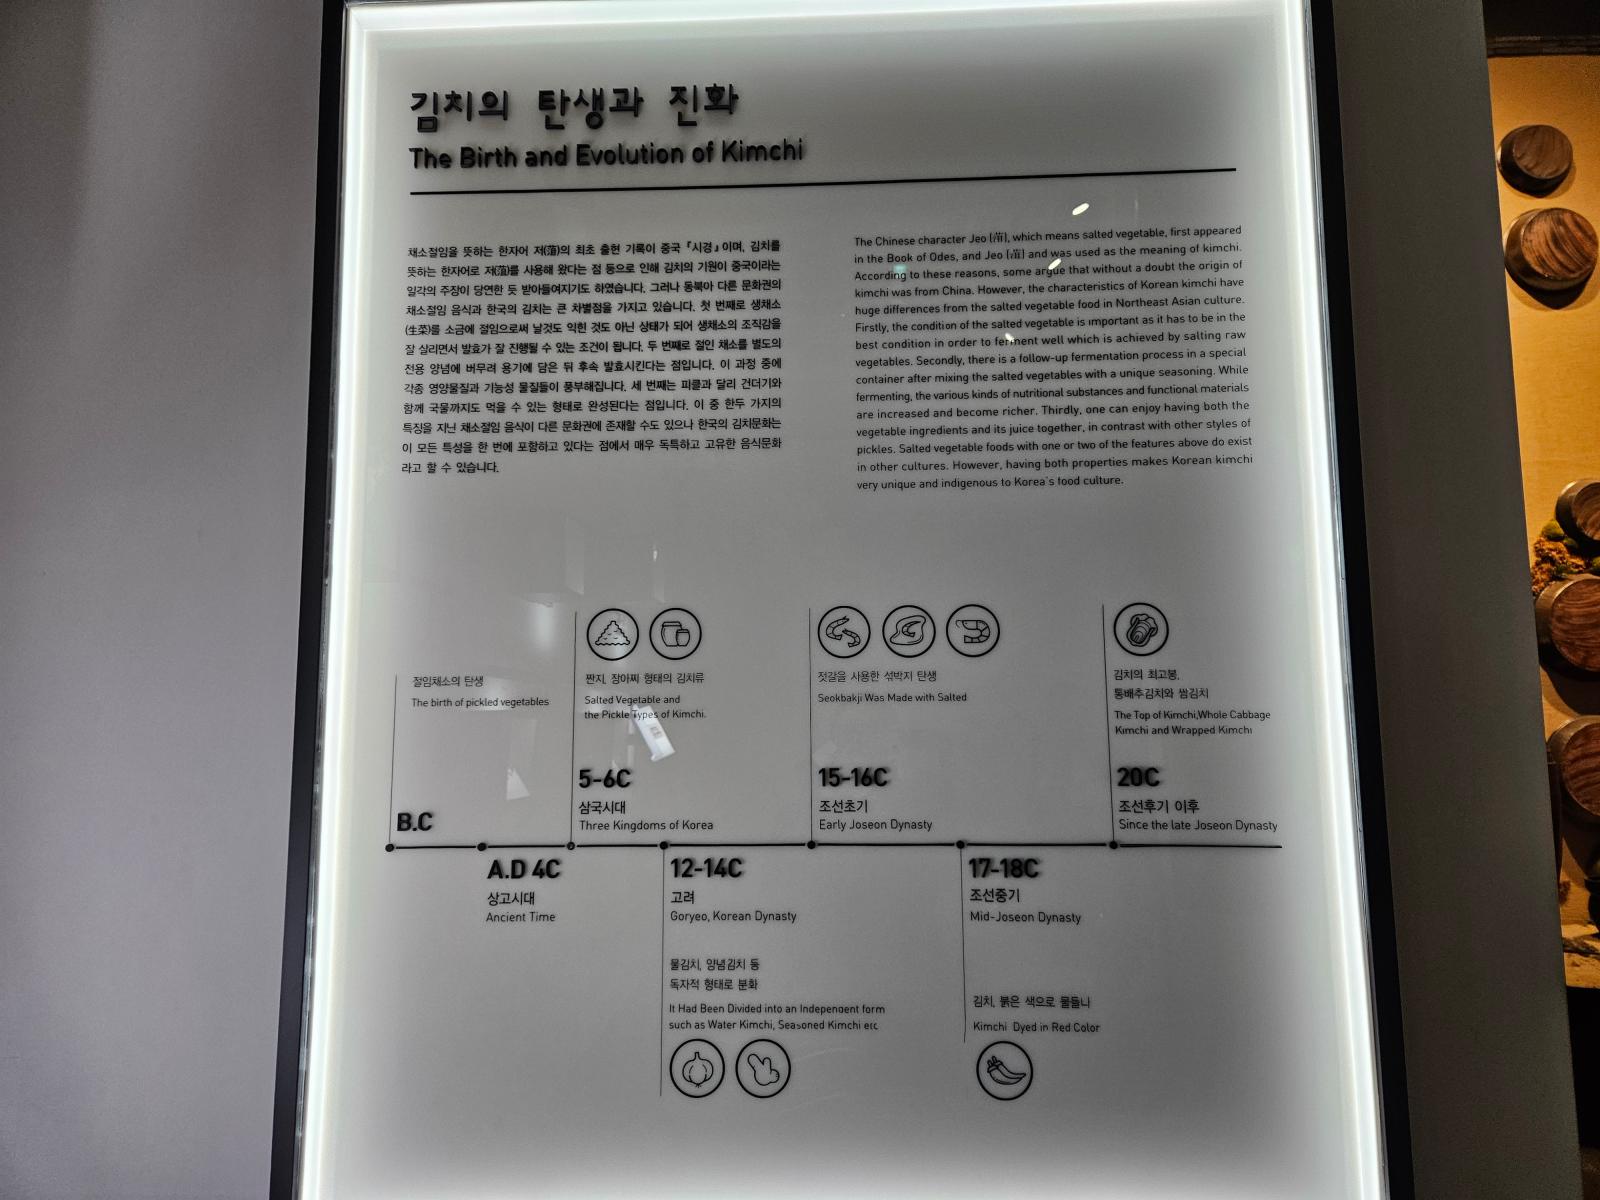 김치의 탄생과 진화
The Birth and Evolution of Kimchi
채소절임을 뜻하는 한자어 저(菹)의 최초 출현 기록이 중국 『시경』이며, 김치를
뜻하는 한자어로 저(菹)를 사용해 왔다는 점 등으로 인해 김치의 기원이 중국이라는
일각의 주장이 당연한 듯 받아들여지기도 하였습니다. 그러나 동북아 다른 문화권의
채소절임 음식과 한국의 김치는 큰 차별점을 가지고 있습니다. 첫 번째로 생채소
(生菜)를 소금에 절임으로써 날것도 익힌 것도 아닌 상태가 되어 생채소의 조직감을
잘 살리면서 발효가 잘 진행될 수 있는 조건이 됩니다. 두 번째로 절인 채소를 별도의
전용 양념에 버무려 용기에 담은 뒤 후속 발효시킨다는 점입니다. 이 과정 중에
각종 영양물질과 기능성 물질들이 풍부해집니다. 세 번째는 피클과 달리 건더기와
함께 국물까지도 먹을 수 있는 형태로 완성된다는 점입니다. 이 중 한두 가지의
특징을 지닌 채소절임 음식이 다른 문화권에 존재할 수도 있으나 한국의 김치문화는
이 모든 특성을 한 번에 포함하고 있다는 점에서 매우 독특하고 고유한 음식문화
라고 할 수 있습니다.
The Chinese character Jeo, which means salted vegetable, first appeared
in the Book of Odes, and Jeo and was used as the meaning of kimchi.
According to these reasons, some argue that without a doubt the origin of
kimchi was from China. However, the characteristics of Korean kimchi have
huge differences from the salted vegetable food in Northeast Asian culture.
Firstly, the condition of the salted vegetable is important as it has to be in the
best condition in order to ferment well which is achieved by salting raw
vegetables. Secondly, there is a follow-up fermentation process in a special
container after mixing the salted vegetables with a unique seasoning. While
fermenting, the various kinds of nutritional substances and functional materials
are increased and become richer. Thirdly, one can enjoy having both the
vegetable ingredients and its juice together, in contrast with other styles of
pickles. Salted vegetable foods with one or two of the features above do exist
in other cultures. However, having both properties makes Korean kimchi
very unique and indigenous to Korea's food culture.
절임채소의 탄생
The birth of pickled vegetables
B.C
A.D 4C
상고시대
Ancient Time
짠지, 장아찌 형태의 김치류
Salted Vegetable and
the Pickle Types of Kimchi.
5-6C
삼국시대
Three Kingdoms of Korea
12-14C
고려
Goryeo, Korean Dynasty
물김치, 양념김치 등
독자적 형태로 분화
It Had Been Divided into an Independent form
such as Water Kimchi, Seasoned Kimchi etc
젓갈을 사용한 섞박지 탄생
Seokbakji Was Made with Salted
15-16C
조선초기
Early Joseon Dynasty
17-18C
조선중기
Mid-Joseon Dynasty
김치, 붉은 색으로 물들나
Kimchi Dyed in Red Color
김치의 최고봉,
통배추김치와 쌈김치
The Top of Kimchi,Whole Cabbage
Kimchi and Wrapped Kimchi
20C
조선후기 이후
Since the late Joseon Dynasty